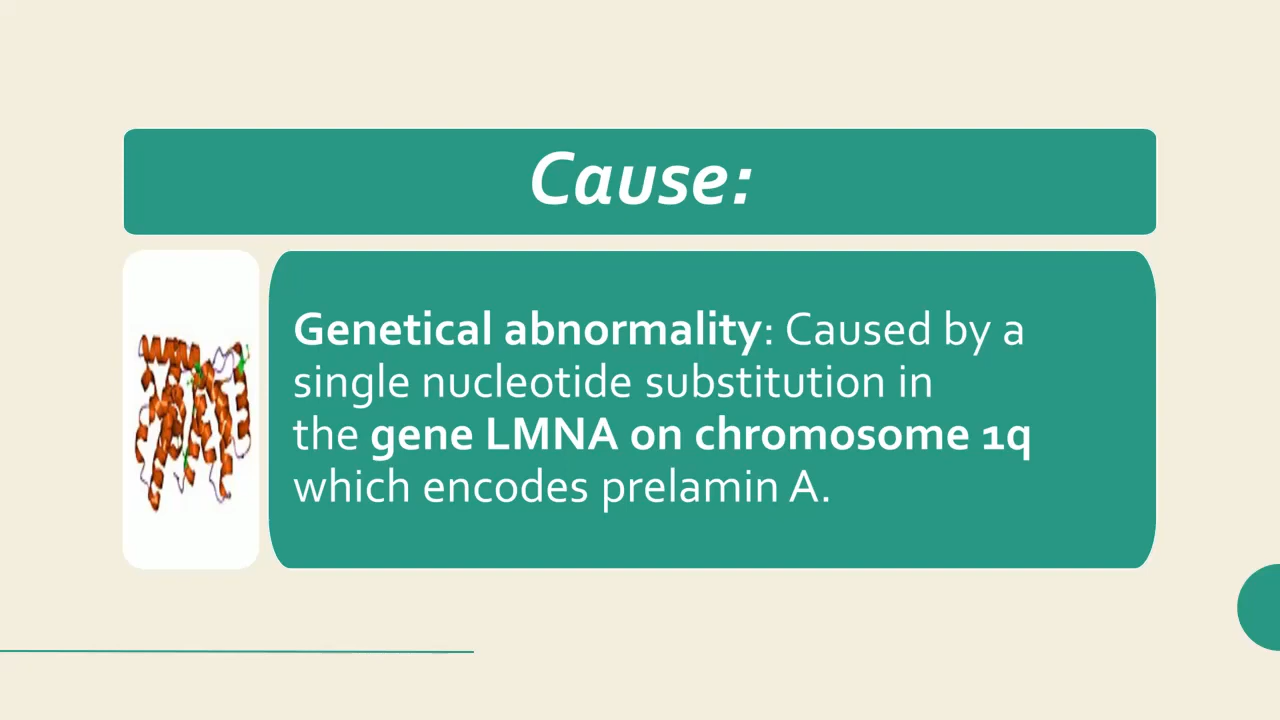 Cause:
Genetical abnormality: Caused by a
single nucleotide substitution in
the gene LMNA on chromosome 1q
which encodes prelamin A.